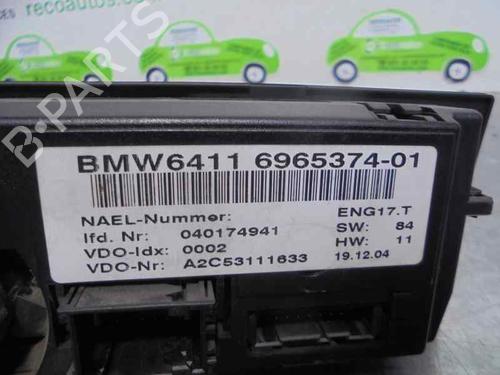 recoautos
BMW6411 6965374-01
NAEL-Nummer: ENG17.T
lfd. Nr: 040174941 SW: 84
VDO-Idx: 0002 HW: 11
VDO-Nr: A2C53111633 19.12.04
B-PARTS